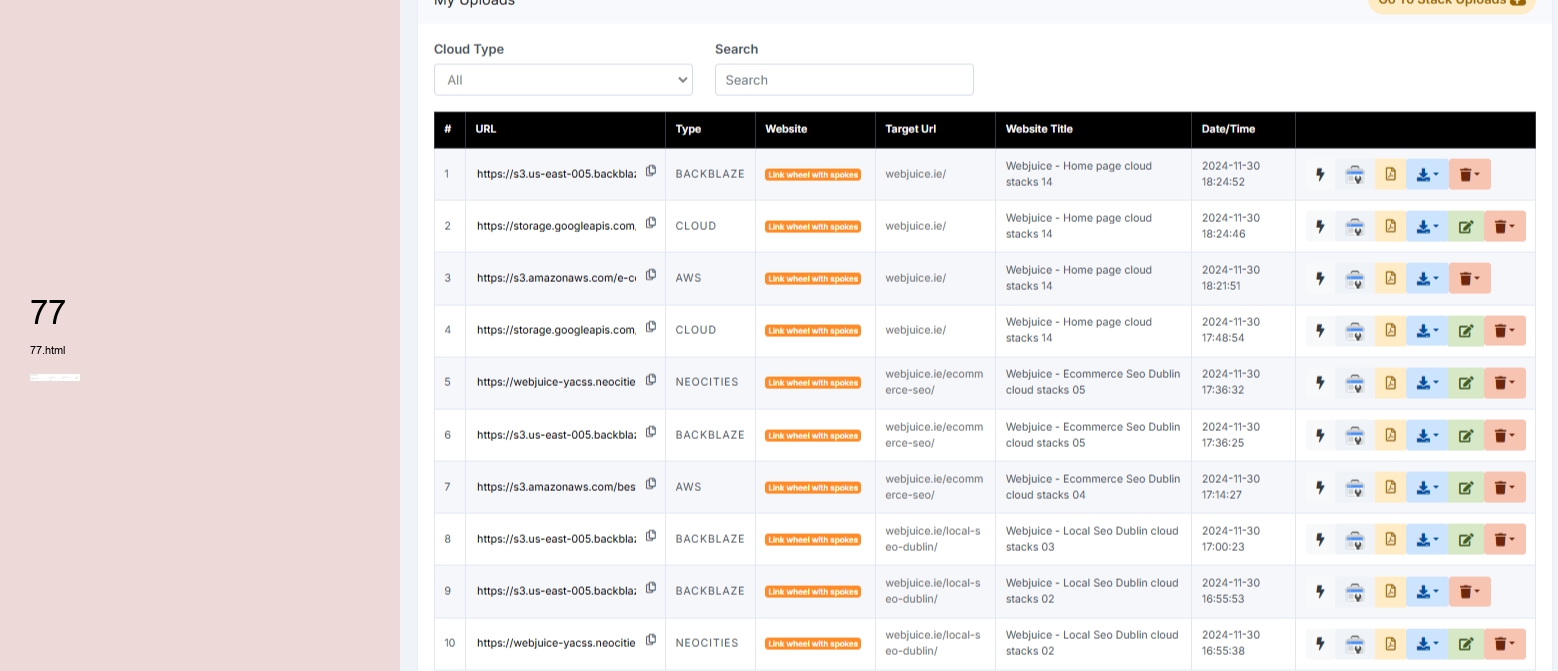 My Uploads
Go To Stack Uploads
Cloud Type
Search
All
Search
# URL Type Website Target Url Website Title Date/Time
1 https://s3.us-east-005.backbla BACKBLAZE Link wheel with spokes webjuice.ie/ Webjuice - Home page cloud stacks 14 2024-11-30 18:24:52
2 https://storage.googleapis.com CLOUD Link wheel with spokes webjuice.ie/ Webjuice - Home page cloud stacks 14 2024-11-30 18:24:46
3 https://s3.amazonaws.com/e-c AWS Link wheel with spokes webjuice.ie/ Webjuice - Home page cloud stacks 14 2024-11-30 18:21:51
4 https://storage.googleapis.com CLOUD Link wheel with spokes webjuice.ie/ Webjuice - Home page cloud stacks 14 2024-11-30 17:48:54
5 https://webjuice-yacss.neocitie NEOCITIES Link wheel with spokes webjuice.ie/ecommerce-seo/ Webjuice - Ecommerce Seo Dublin cloud stacks 05 2024-11-30 17:36:32
6 https://s3.us-east-005.backbla BACKBLAZE Link wheel with spokes webjuice.ie/ecommerce-seo/ Webjuice - Ecommerce Seo Dublin cloud stacks 05 2024-11-30 17:36:25
7 https://s3.amazonaws.com/bes AWS Link wheel with spokes webjuice.ie/ecommerce-seo/ Webjuice - Ecommerce Seo Dublin cloud stacks 04 2024-11-30 17:14:27
8 https://s3.us-east-005.backbla BACKBLAZE Link wheel with spokes webjuice.ie/local-seo-dublin/ Webjuice - Local Seo Dublin cloud stacks 03 2024-11-30 17:00:23
9 https://s3.us-east-005.backbla BACKBLAZE Link wheel with spokes webjuice.ie/local-seo-dublin/ Webjuice - Local Seo Dublin cloud stacks 02 2024-11-30 16:55:53
10 https://webjuice-yacss.neocitie NEOCITIES Link wheel with spokes webjuice.ie/local-seo-dublin/ Webjuice - Local Seo Dublin cloud stacks 02 2024-11-30 16:55:38
77
77.html